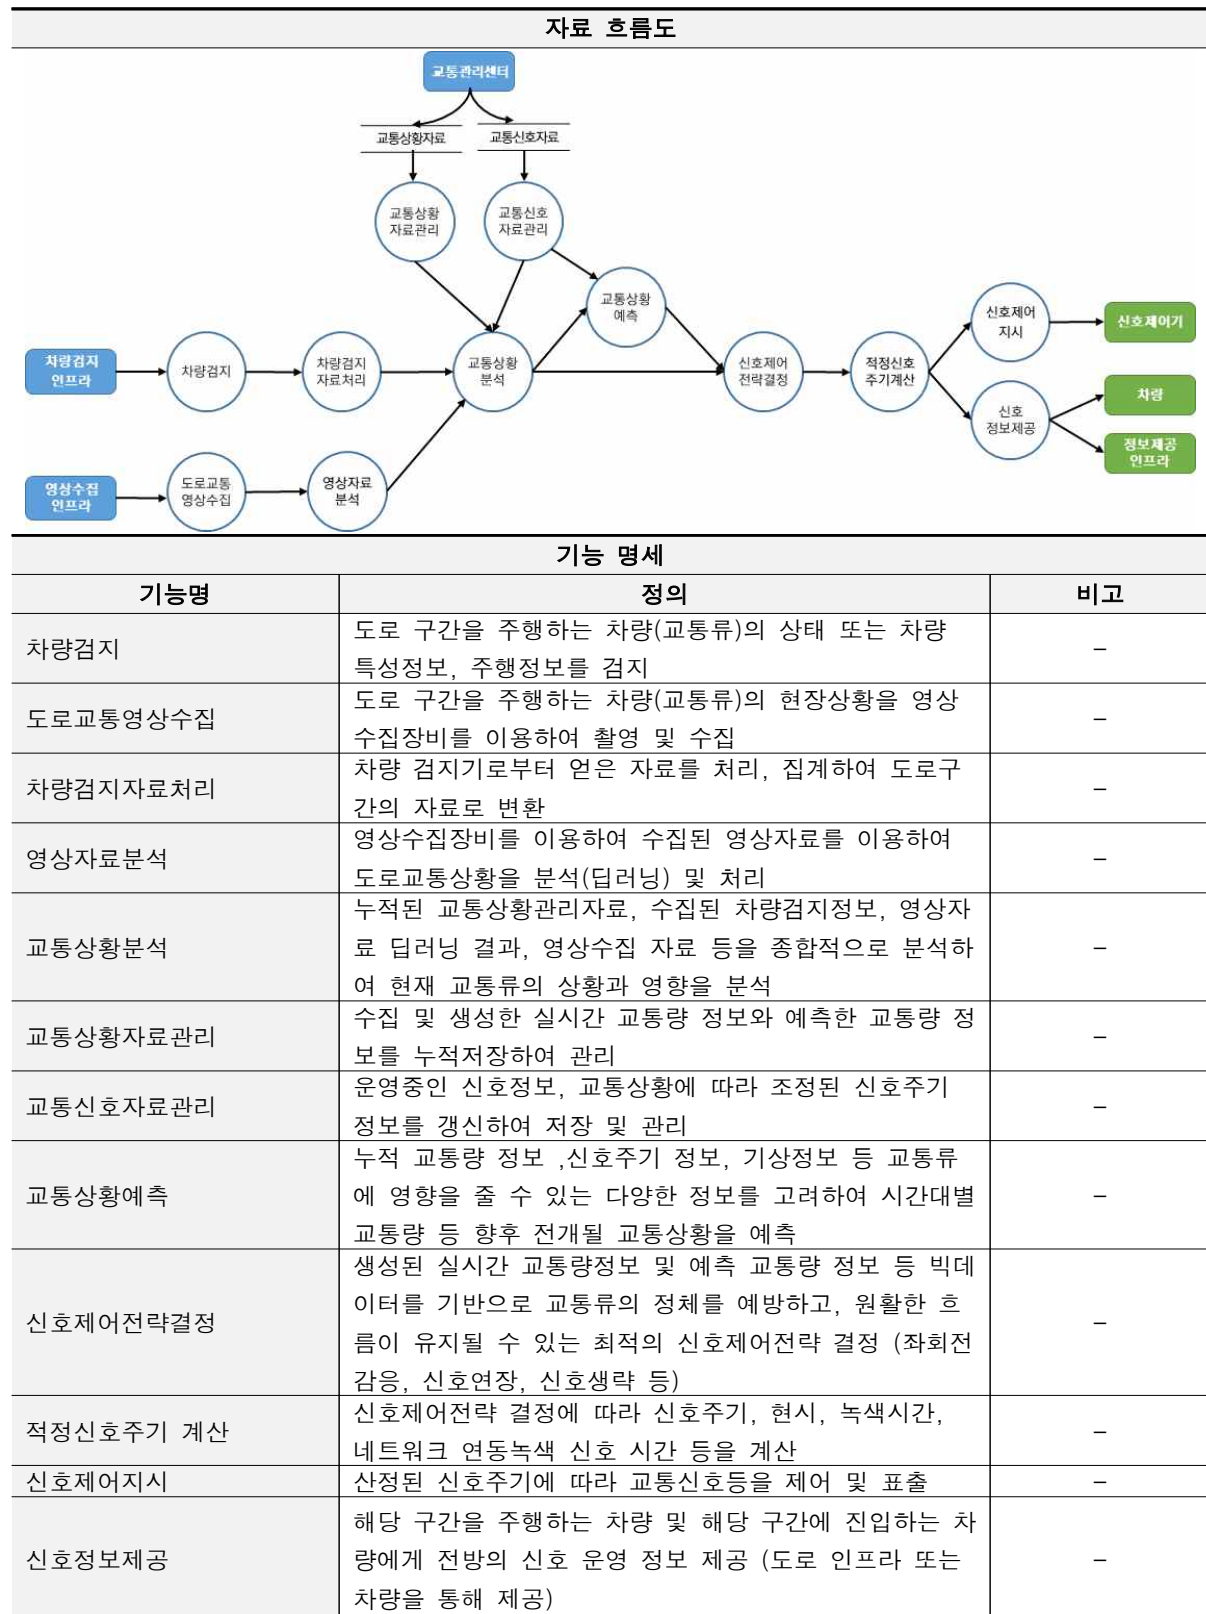 자료 흐름도
교통관리센터
교통상황자료
교통신호자료
교통상황
자료관리
교통신호
자료관리
교통상황
예측
신호제어
지시
신호제어기
차량검지
인프라
차량검지
차량검지
자료처리
교통상황
분석
신호제어
전략결정
적정신호
주기계산
차량
신호
정보제공
정보제공
인프라
영상수집
인프라
도로교통
영상수집
영상자료
분석
기능 명세
기능명
정의
비고
차량검지
도로 구간을 주행하는 차량(교통류)의 상태 또는 차량
특성정보, 주행정보를 검지
–
도로교통영상수집
도로 구간을 주행하는 차량(교통류)의 현장상황을 영상
수집장비를 이용하여 촬영 및 수집
–
차량검지자료처리
차량 검지기로부터 얻은 자료를 처리, 집계하여 도로구
간의 자료로 변환
–
영상자료분석
영상수집장비를 이용하여 수집된 영상자료를 이용하여
도로교통상황을 분석(딥러닝) 및 처리
–
교통상황분석
누적된 교통상황관리자료, 수집된 차량검지정보, 영상자
료 딥러닝 결과, 영상수집 자료 등을 종합적으로 분석하
여 현재 교통류의 상황과 영향을 분석
–
교통상황자료관리
수집 및 생성한 실시간 교통량 정보와 예측한 교통량 정
보를 누적저장하여 관리
–
교통신호자료관리
운영중인 신호정보, 교통상황에 따라 조정된 신호주기
정보를 갱신하여 저장 및 관리
–
교통상황예측
누적 교통량 정보 ,신호주기 정보, 기상정보 등 교통류
에 영향을 줄 수 있는 다양한 정보를 고려하여 시간대별
교통량 등 향후 전개될 교통상황을 예측
–
신호제어전략결정
생성된 실시간 교통량정보 및 예측 교통량 정보 등 빅데
이터를 기반으로 교통류의 정체를 예방하고, 원활한 흐
름이 유지될 수 있는 최적의 신호제어전략 결정 (좌회전
감응, 신호연장, 신호생략 등)
–
적정신호주기 계산
신호제어전략 결정에 따라 신호주기, 현시, 녹색시간,
네트워크 연동녹색 신호 시간 등을 계산
–
신호제어지시
산정된 신호주기에 따라 교통신호등을 제어 및 표출
–
신호정보제공
해당 구간을 주행하는 차량 및 해당 구간에 진입하는 차
량에게 전방의 신호 운영 정보 제공 (도로 인프라 또는
차량을 통해 제공)
–